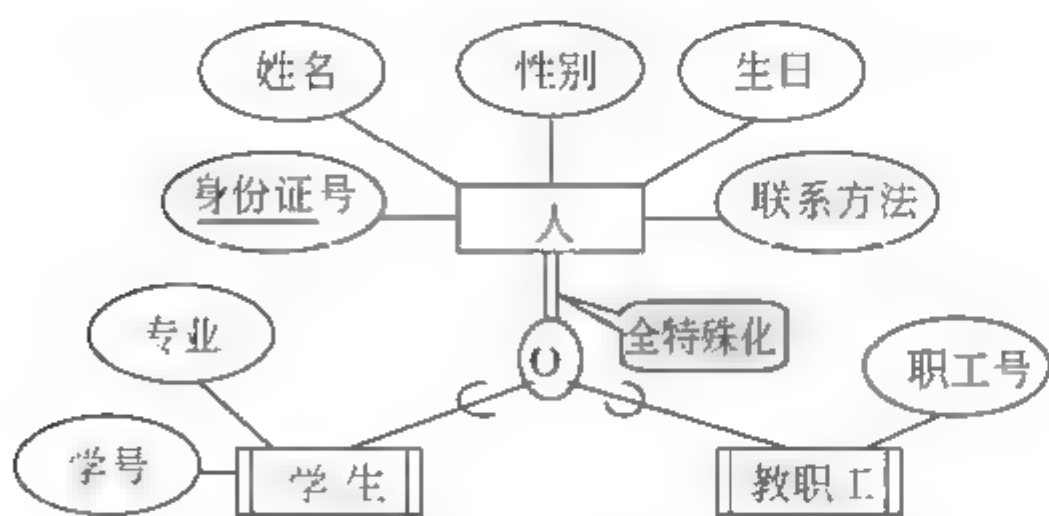 姓名
性别
生日
身份证号
人
联系方法
专业
O
全特殊化
职工号
学号
学生
教职工